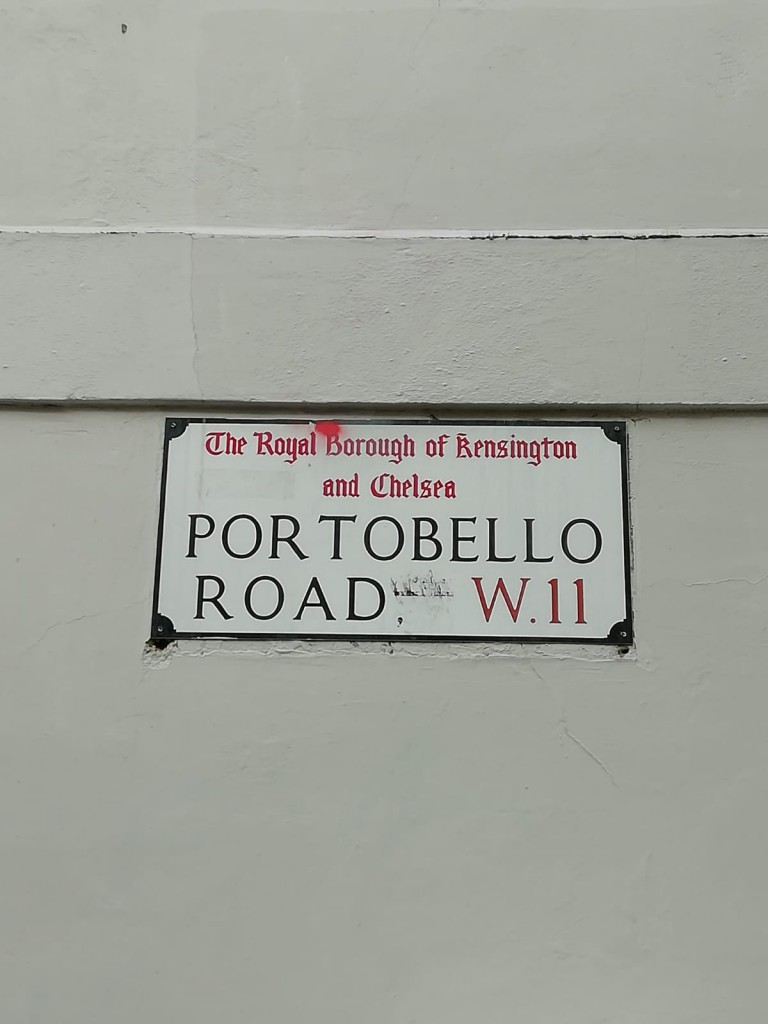 The Royal Borough of Kensington
and Chelsea
PORTOBELLO
ROAD W.11